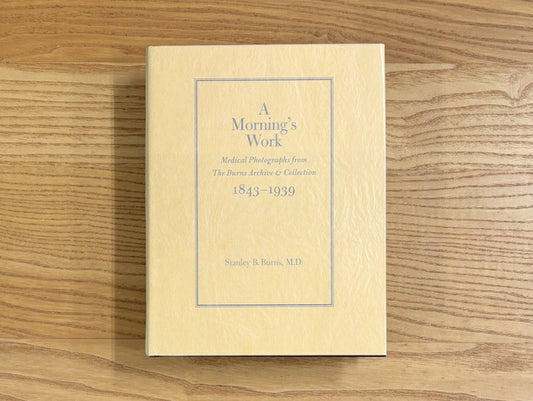 A
Morning's
Work
Medical Photographs from
The Burns Archive & Collection
1843–1939
Stanley B. Burns, M.D.